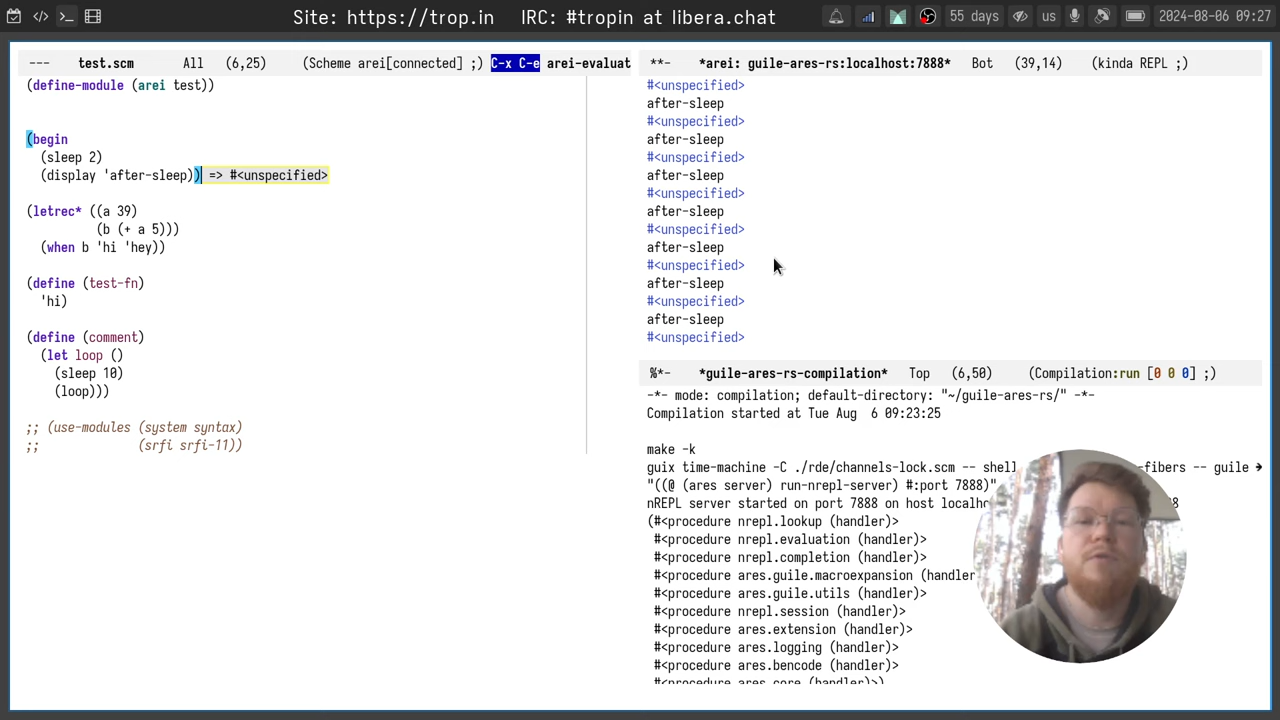 Site: https://trop.in IRC: #tropin at libera.chat
55 days
us
2024-08-06 09:27
--- test.scm All (6,25) (Scheme arei[connected] ;) C-x C-e arei-evaluat
(define-module (arei test))
(begin
(sleep 2)
(display 'after-sleep)) => #<unspecified>
(letrec* ((a 39)
(b (+ a 5)))
(when b 'hi 'hey))
(define (test-fn)
'hi)
(define (comment)
(let loop ()
(sleep 10)
(loop)))
;; (use-modules (system syntax)
;; (srfi srfi-11))
**- *arei: guile-ares-rs:localhost:7888* Bot (39,14) (kinda REPL ;)
#<unspecified>
after-sleep
#<unspecified>
after-sleep
#<unspecified>
after-sleep
#<unspecified>
after-sleep
#<unspecified>
after-sleep
#<unspecified>
after-sleep
#<unspecified>
after-sleep
#<unspecified>
%*- *guile-ares-rs-compilation* Top (6,50) (Compilation:run [0 0 0] ;)
-*- mode: compilation; default-directory: "~/guile-ares-rs/" -*-
Compilation started at Tue Aug 6 09:23:25
make -k
guix time-machine -C ./rde/channels-lock.scm -- shell -fibers -- guile
"((@ (ares server) run-nrepl-server) #:port 7888)"
nREPL server started on port 7888 on host
(#<procedure nrepl.lookup (handler)>
#<procedure nrepl.evaluation (handler)>
#<procedure nrepl.completion (handler)>
#<procedure ares.guile.macroexpansion (handler
#<procedure ares.guile.utils (handler)>
#<procedure nrepl.session (handler)>
#<procedure ares.extension (handler)>
#<procedure ares.logging (handler)>
#<procedure ares.bencode (handler)>
#<procedure ares.core (handler)>)